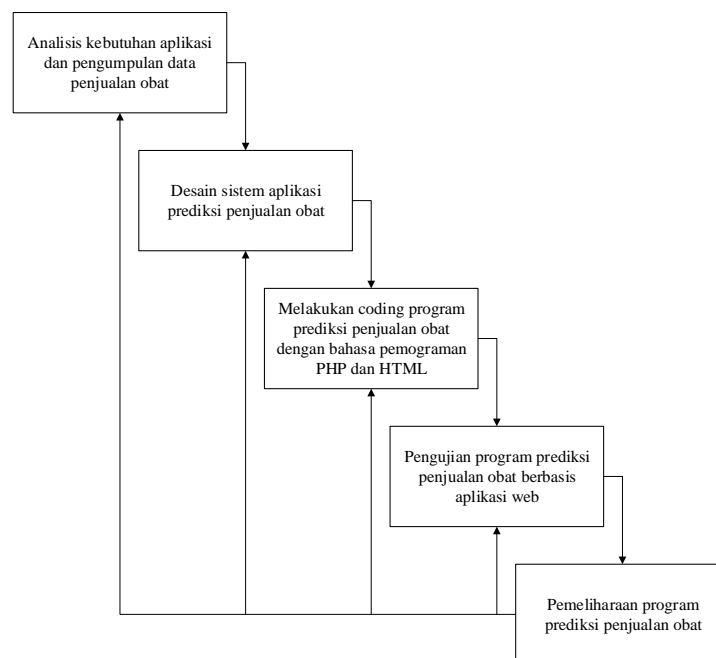 Analisis kebutuhan aplikasi
dan pengumpulan data
penjualan obat
Desain sistem aplikasi
prediksi penjualan obat
Melakukan coding program
prediksi penjualan obat
dengan bahasa pemograman
PHP dan HTML
Pengujian program prediksi
penjualan obat berbasis
aplikasi web
Pemeliharaan program
prediksi penjualan obat